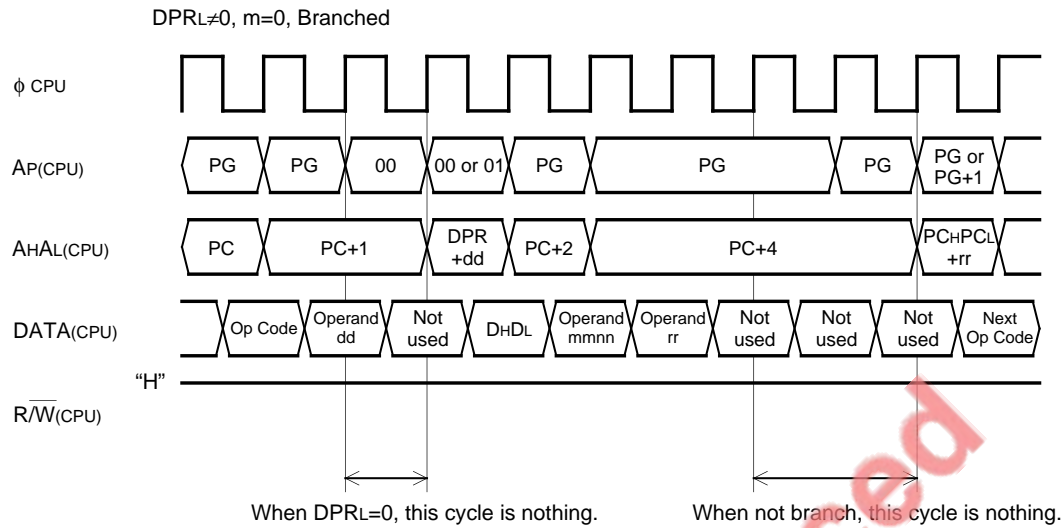 DPRL≠0, m=0, Branched
ϕ CPU
AP(CPU)
PG
PG
00
00 or 01
PG
PG
PG
PG or
PG+1
AHAL(CPU)
PC
PC+1
DPR
+dd
PC+2
PC+4
PCHPCL
+rr
DATA(CPU)
Op Code
Operand
dd
Not
used
DHDL
Operand
mmnn
Operand
rr
Not
used
Not
used
Not
used
Next
Op Code
“H”
R/W(CPU)
When DPRL=0, this cycle is nothing.
When not branch, this cycle is nothing.